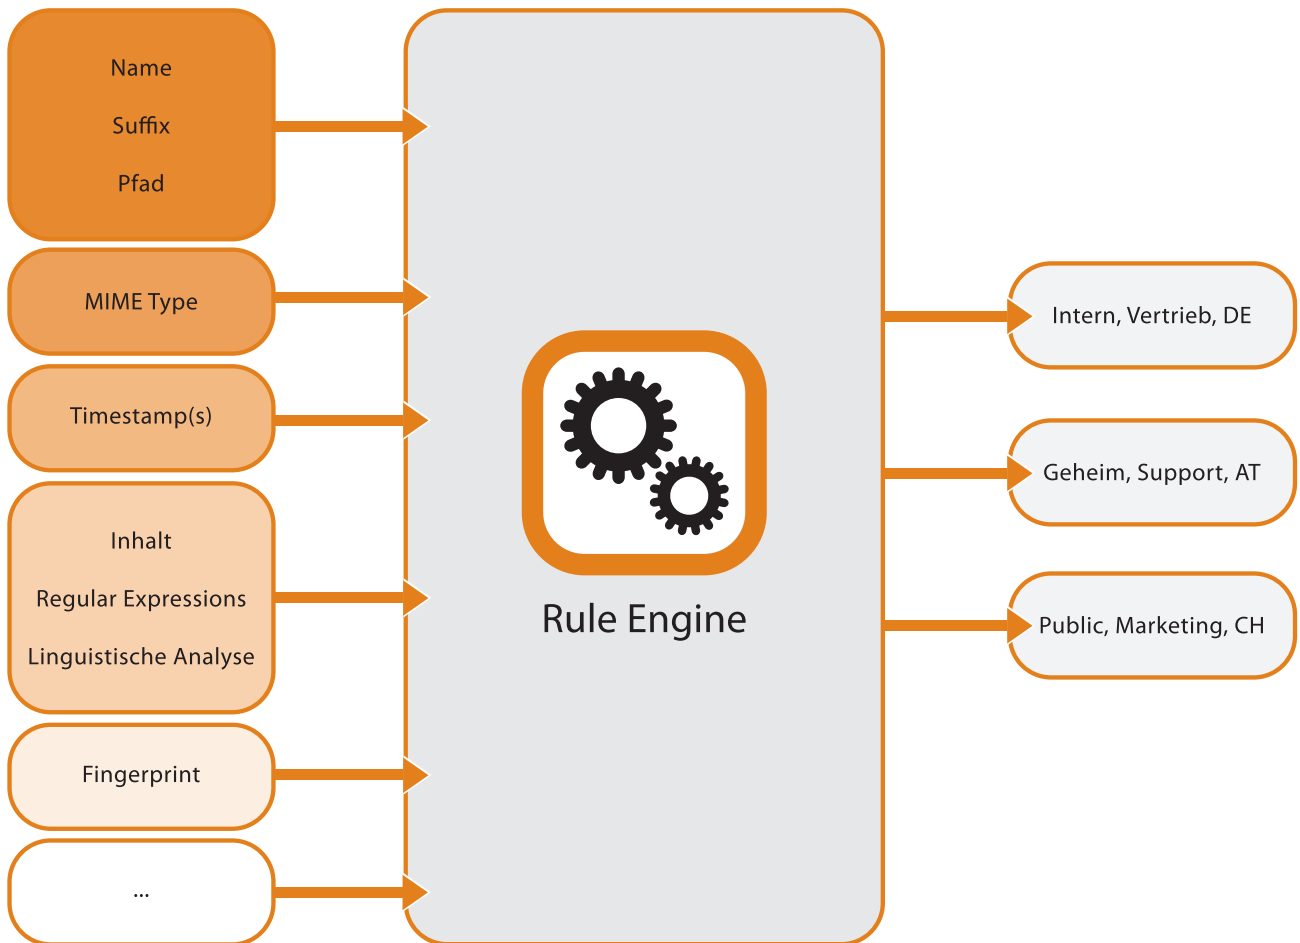 Name
Suffix
Pfad
MIME Type
Timestamp(s)
Inhalt
Regular Expressions
Linguistische Analyse
Fingerprint
...
Rule Engine
Intern, Vertrieb, DE
Geheim, Support, AT
Public, Marketing, CH